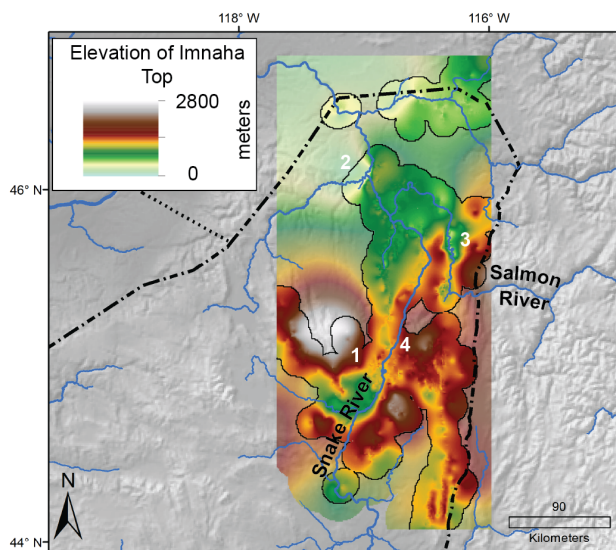 118° W
116° W
Elevation of Imnaha
Top
2800
meters
0
46° N
2
3
Salmon
River
1
4
Snake River
N
90
Kilometers
44° N